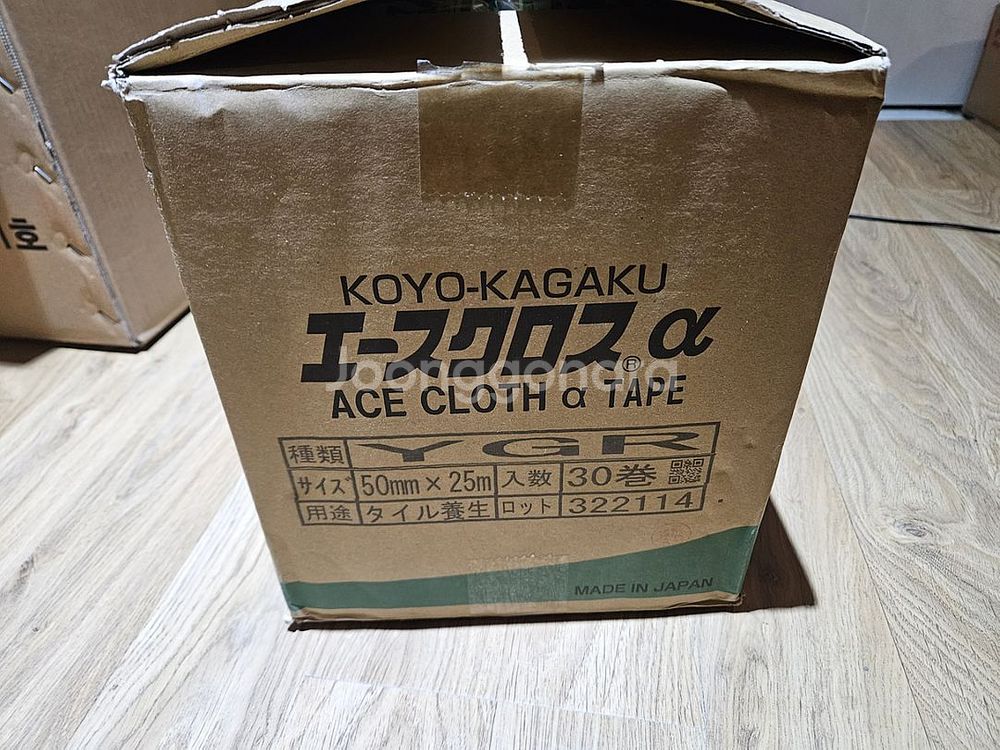 KOYO-KAGAKU
エースクロス® α
Joonggonara
ACE CLOTH α TAPE
種類 YGR
サイズ 50mm × 25m 入数 30巻
用途 タイル養生 ロット 322114
MADE IN JAPAN
호